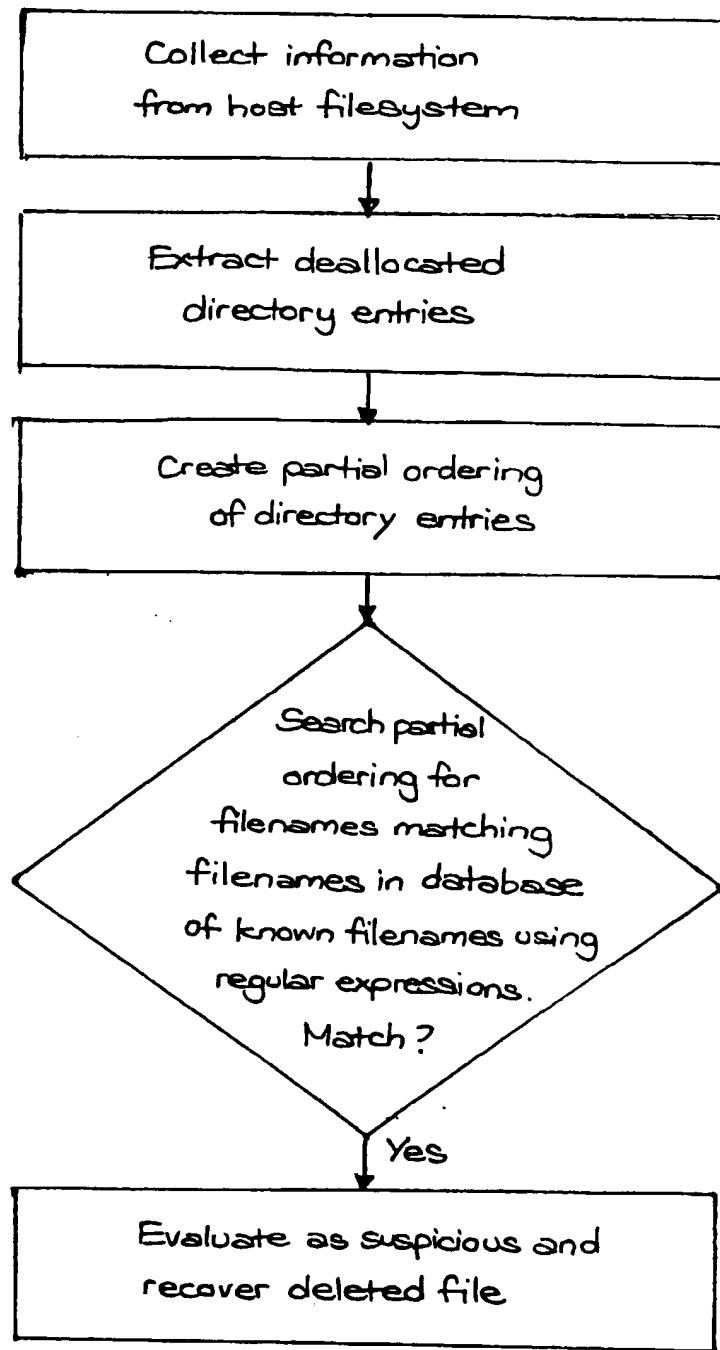 Collect information
from host filesystem
Extract deallocated
directory entries
Create partial ordering
of directory entries
Search partial
ordering for
filenames matching
filenames in database
of known filenames using
regular expressions.
Match?
Yes
Evaluate as suspicious and
recover deleted file